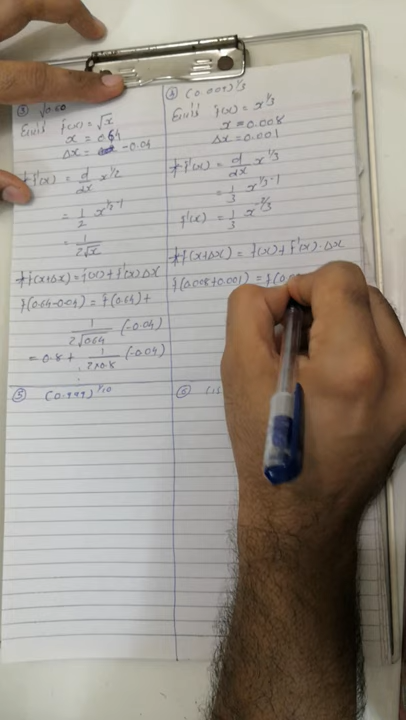 ③ √0.60
f(x) = √x
x = 0.64
Δx = -0.04
* f'(x) = d/dx x^1/2
= 1/2 x^1/2-1
= 1/2√x
* f(x+Δx) = f(x) + f'(x) Δx
f(0.64-0.04) = f(0.64) +
1/2√0.64 (-0.04)
= 0.8 + 1/2×0.8 (-0.04)
④ (0.009)^1/3
f(x) = x^1/3
x = 0.008
Δx = 0.001
* f'(x) = d/dx x^1/3
= 1/3 x^1/3-1
f'(x) = 1/3 x^-2/3
* f(x+Δx) = f(x) + f'(x).Δx
f(0.008+0.001) = f(0.0
⑤ (0.999)^1/10
⑥